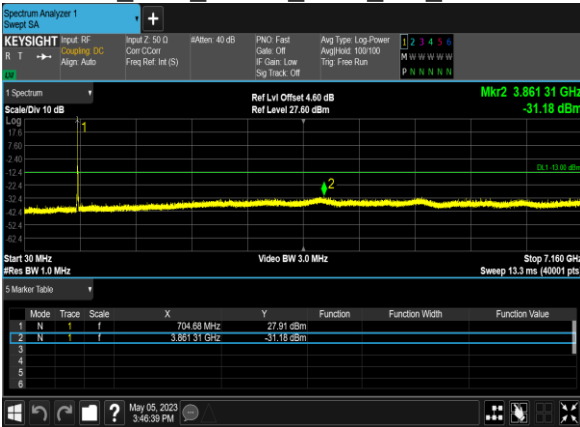 Spectrum Analyzer 1
Swept SA
+
KEYSIGHT
R T
Input: RF
Coupling: DC
Align: Auto
Input Z: 50 Ω
Corr CCorr
Freq Ref: Int (S)
#Atten: 40 dB
PNO: Fast
Gate: Off
IF Gain: Low
Sig Track: Off
Avg Type: Log-Power
Avg|Hold: 100/100
Trig: Free Run
1 2 3 4 5 6
M W W W W W
P N N N N N
1 Spectrum
Scale/Div 10 dB
Ref Lvl Offset 4.60 dB
Ref Level 27.60 dBm
Mkr2 3.861 31 GHz
-31.18 dBm
Log
17.6
7.60
-2.40
-12.4
-22.4
-32.4
-42.4
-52.4
-62.4
1
2
DL1 -13.00 dBm
Start 30 MHz
#Res BW 1.0 MHz
Video BW 3.0 MHz
Stop 7.160 GHz
Sweep 13.3 ms (40001 pts
5 Marker Table
Mode Trace Scale X Y Function Function Width Function Value
1 N 1 f 704.68 MHz 27.91 dBm
2 N 1 f 3.861 31 GHz -31.18 dBm
3
4
5
6
?
May 05, 2023
3:46:39 PM